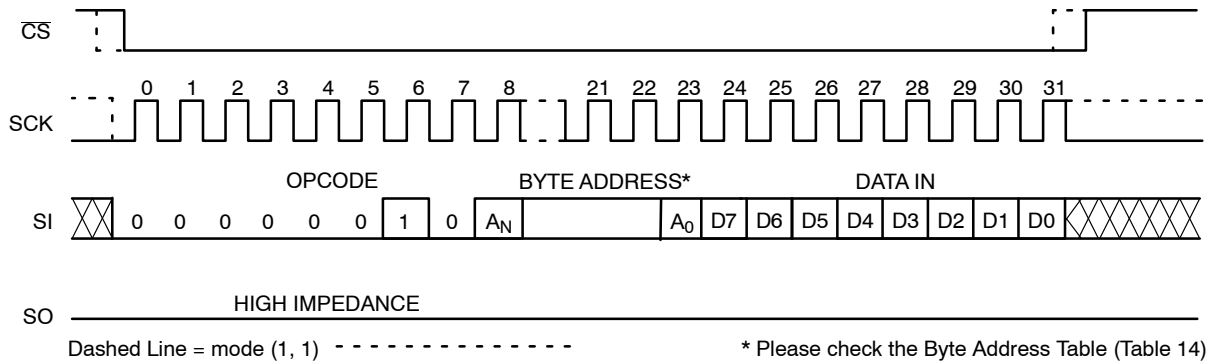 CS
0 1 2 3 4 5 6 7 8 21 22 23 24 25 26 27 28 29 30 31
SCK
OPCODE BYTE ADDRESS* DATA IN
SI 0 0 0 0 0 0 1 0 AN A0 D7 D6 D5 D4 D3 D2 D1 D0
HIGH IMPEDANCE
SO
Dashed Line = mode (1, 1) * Please check the Byte Address Table (Table 14)